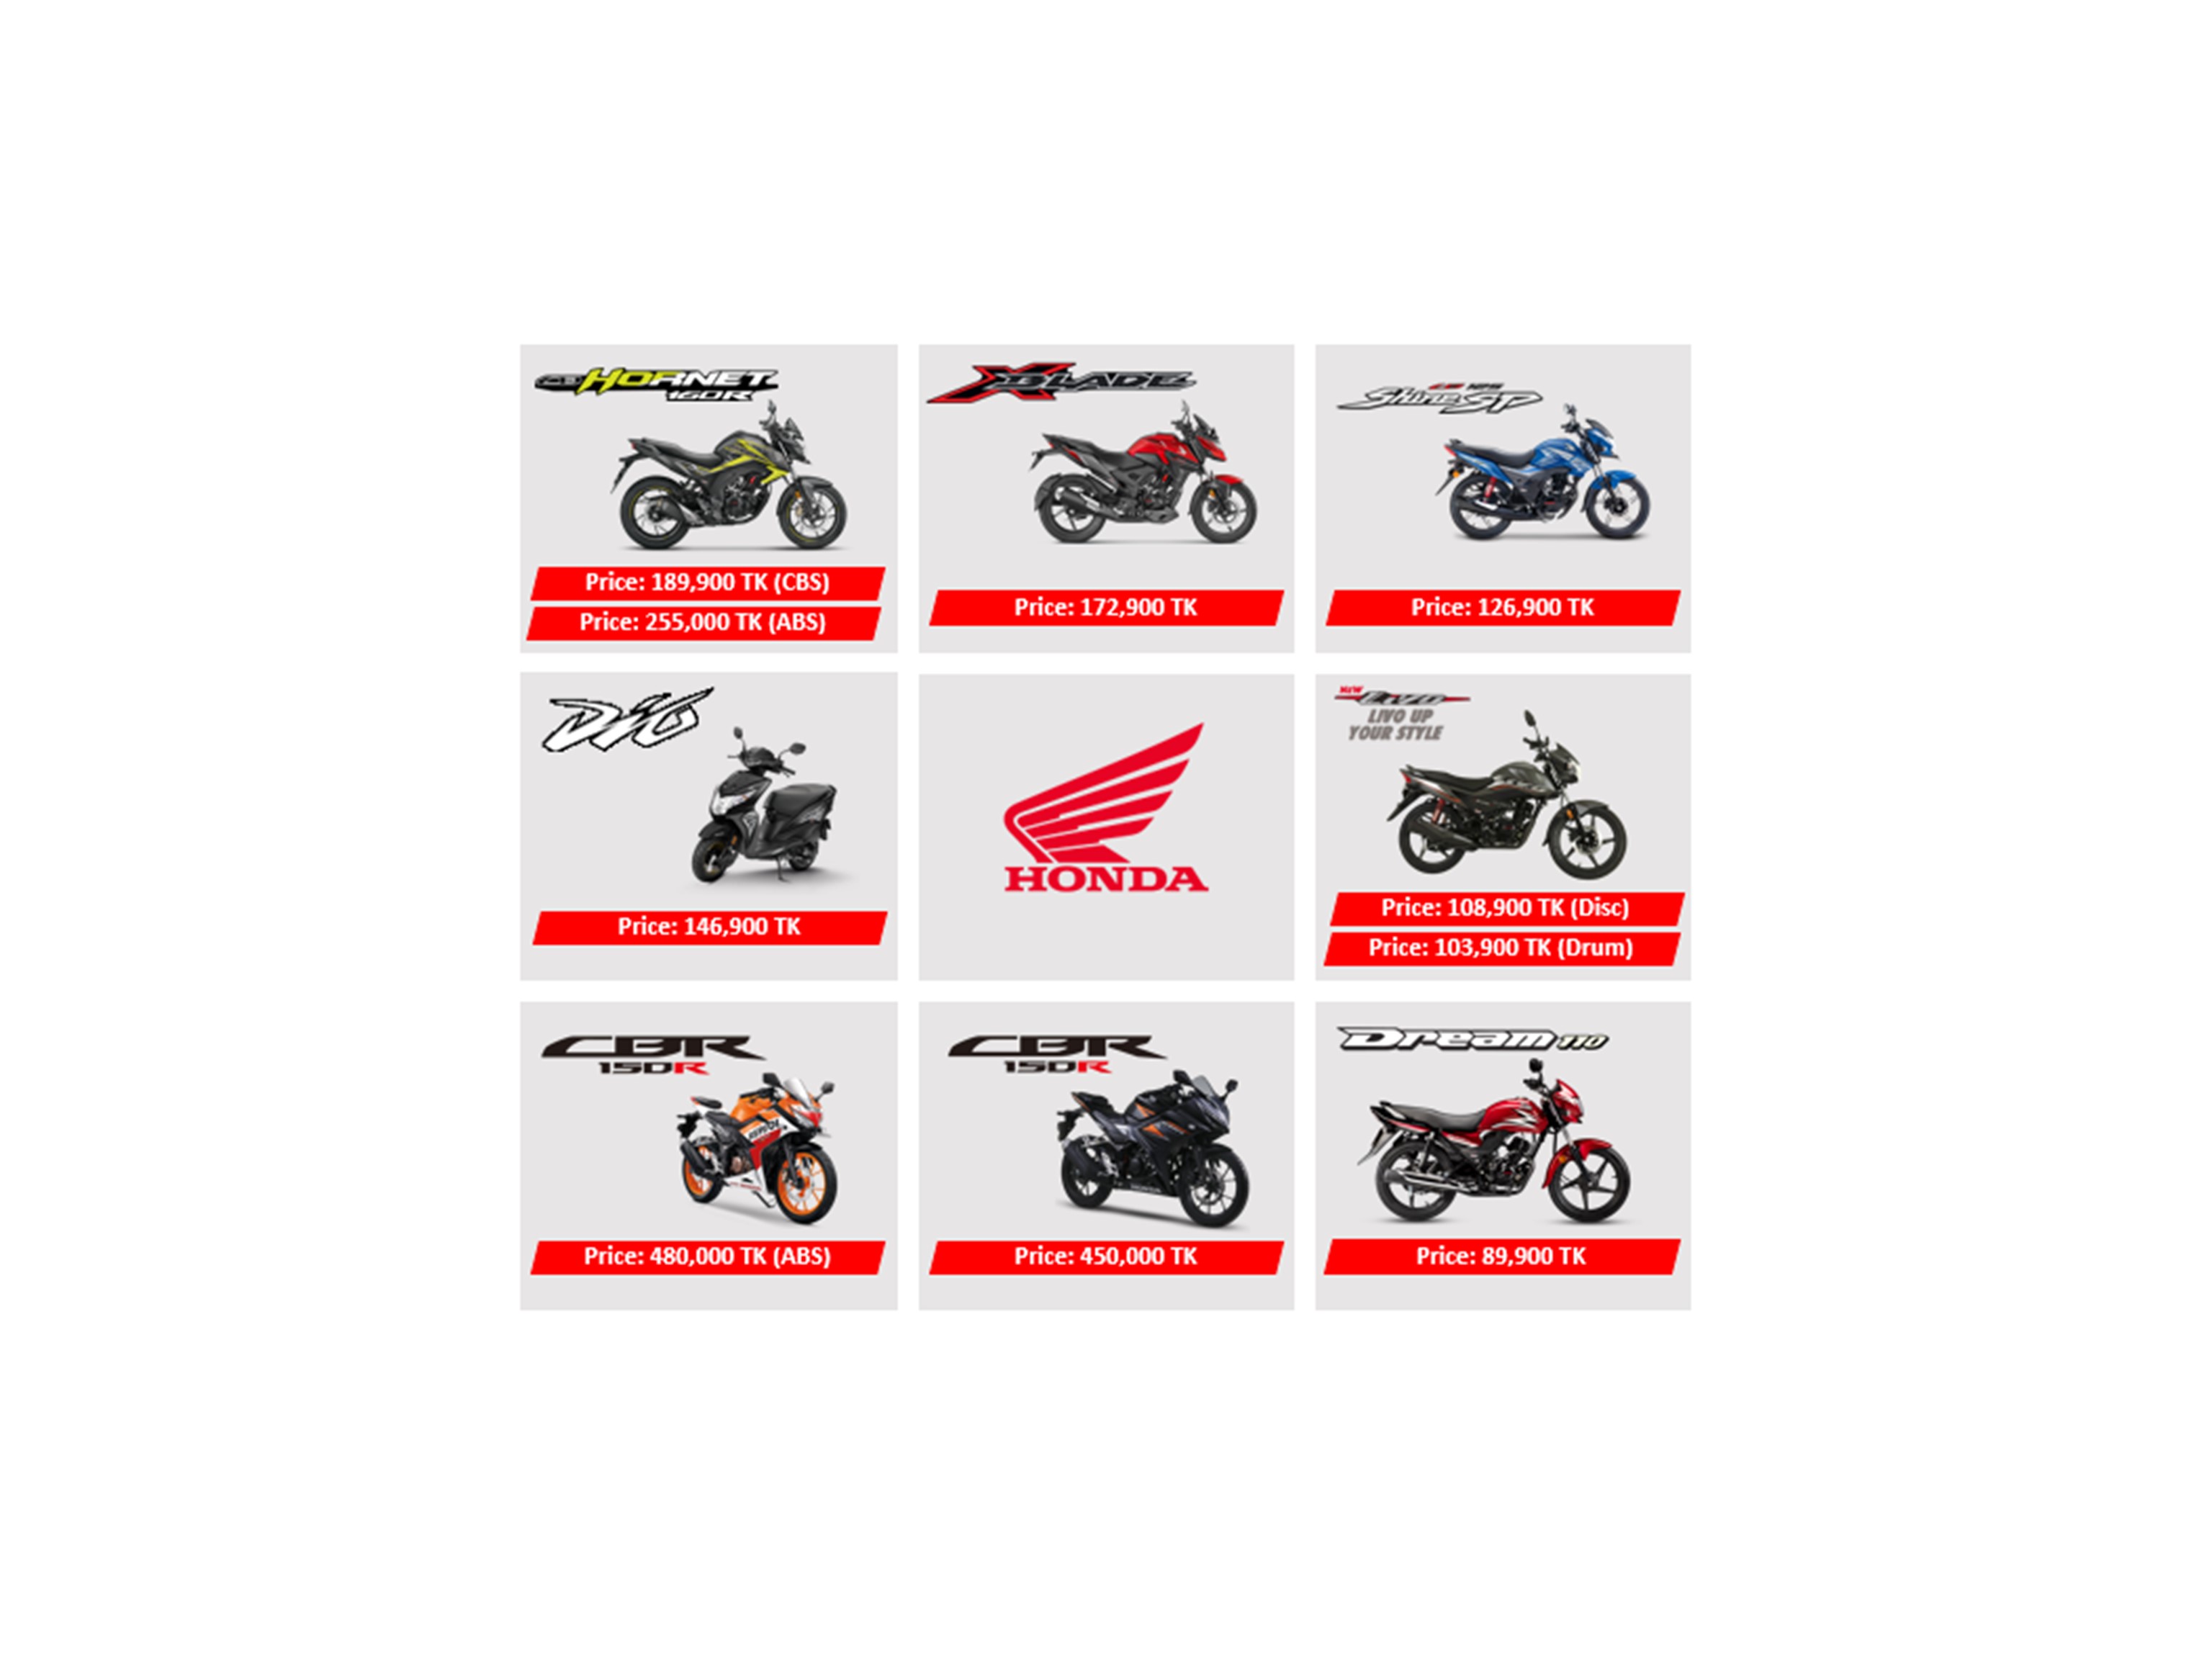 CB HORNET
160R
Price: 189,900 TK (CBS)
Price: 255,000 TK (ABS)
X BLADE
Price: 172,900 TK
CB 125
Shine SP
Price: 126,900 TK
Dio
Price: 146,900 TK
HONDA
NEW LIVO
LIVO UP
YOUR STYLE
Price: 108,900 TK (Disc)
Price: 103,900 TK (Drum)
CBR
150R
REPSOL
Price: 480,000 TK (ABS)
CBR
150R
Price: 450,000 TK
Dream 110
Price: 89,900 TK